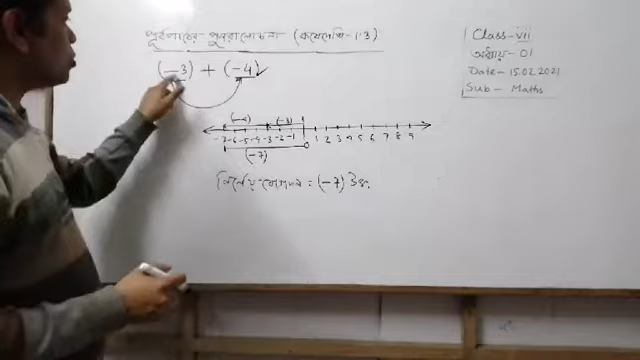 পূর্বপাঠের পুনরালোচনা (কষে দেখি - 1.3)
Class - vii
অধ্যায় - 01
Date - 15.02.2021
Sub - Maths
(-3) + (-4) ✓
(-4) (-3)
-7 -6 -5 -4 -3 -2 -1 0 1 2 3 4 5 6 7 8 9
(-7)
নির্ণেয় যোগফল = (-7) উঃ.